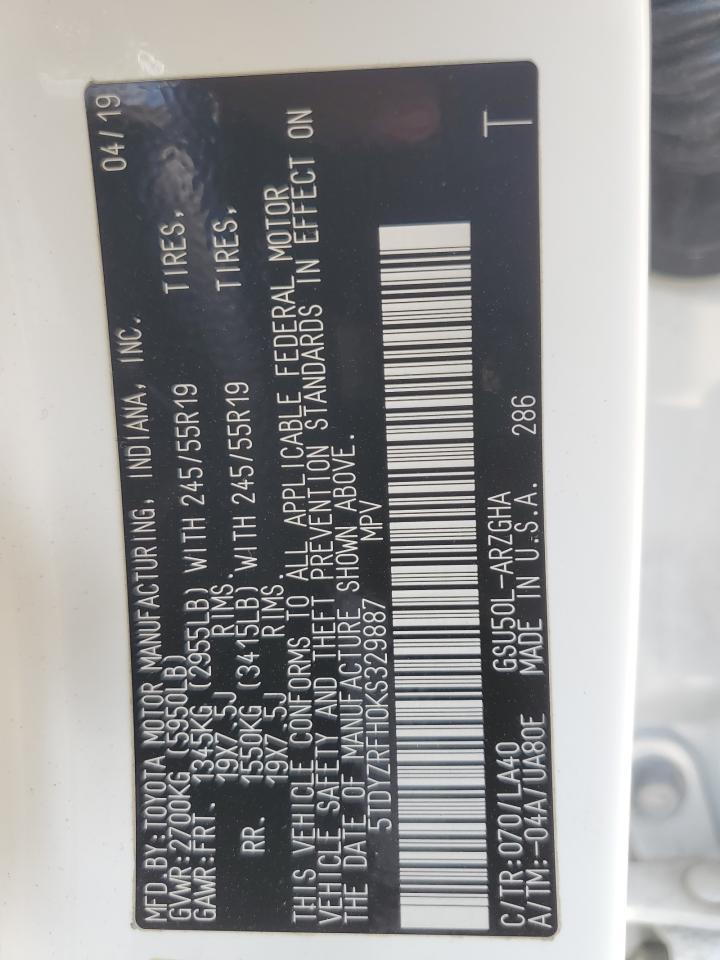 MFD.BY:TOYOTA MOTOR MANUFACTURING, INDIANA, INC. 04/19
GVWR:2700KG (5950LB)
GAWR:FRT. 1345KG (2955LB) WITH 245/55R19 TIRES,
19X7.5J RIMS.
RR. 1550KG (3415LB) WITH 245/55R19 TIRES,
19X7.5J RIMS.
THIS VEHICLE CONFORMS TO ALL APPLICABLE FEDERAL MOTOR
VEHICLE SAFETY AND THEFT PREVENTION STANDARDS IN EFFECT ON
THE DATE OF MANUFACTURE SHOWN ABOVE.
5TDYZRFH0KS329887 MPV
C/TR:070/LA40 GSU50L-ARZGHA 286 T
A/TM:-04A/UA80E MADE IN U.S.A.